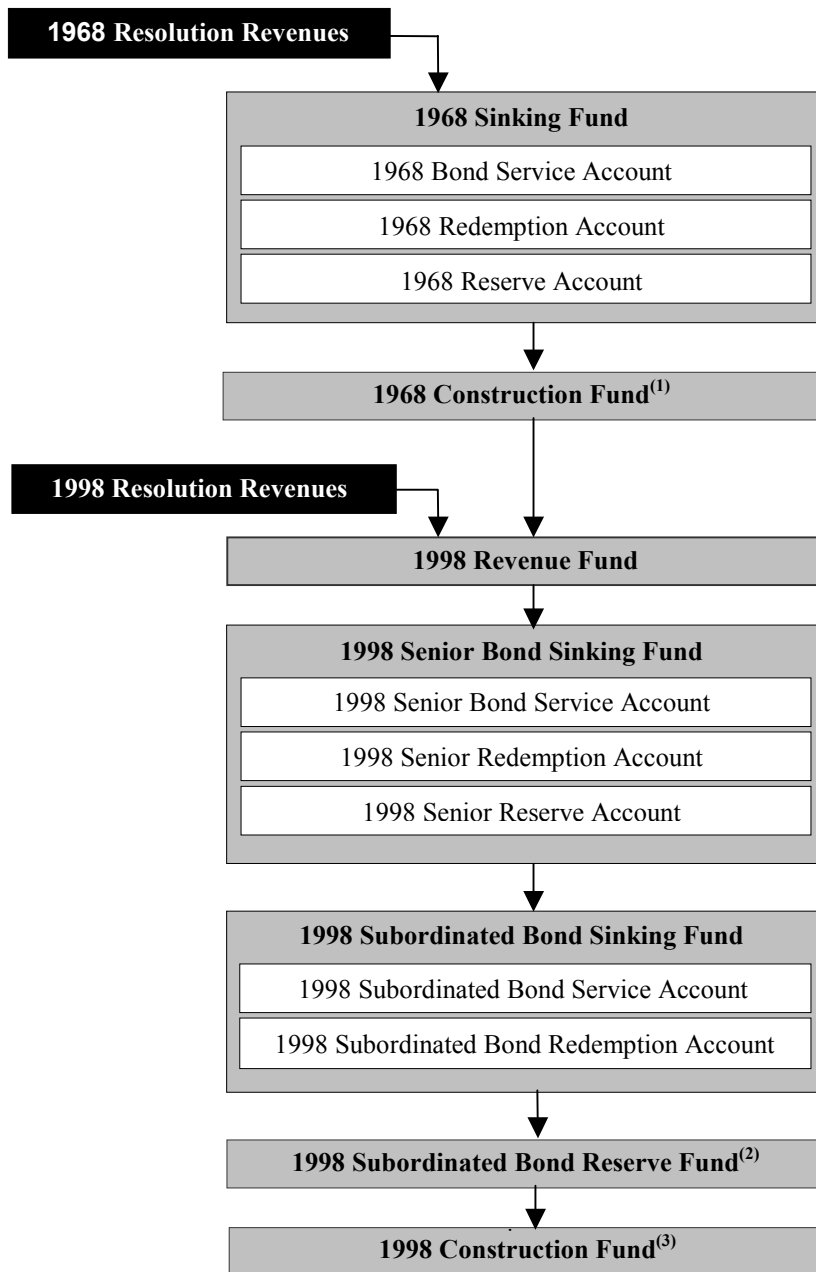 1968 Resolution Revenues
1968 Sinking Fund
1968 Bond Service Account
1968 Redemption Account
1968 Reserve Account
1968 Construction Fund(1)
1998 Resolution Revenues
1998 Revenue Fund
1998 Senior Bond Sinking Fund
1998 Senior Bond Service Account
1998 Senior Redemption Account
1998 Senior Reserve Account
1998 Subordinated Bond Sinking Fund
1998 Subordinated Bond Service Account
1998 Subordinated Bond Redemption Account
1998 Subordinated Bond Reserve Fund(2)
1998 Construction Fund(3)